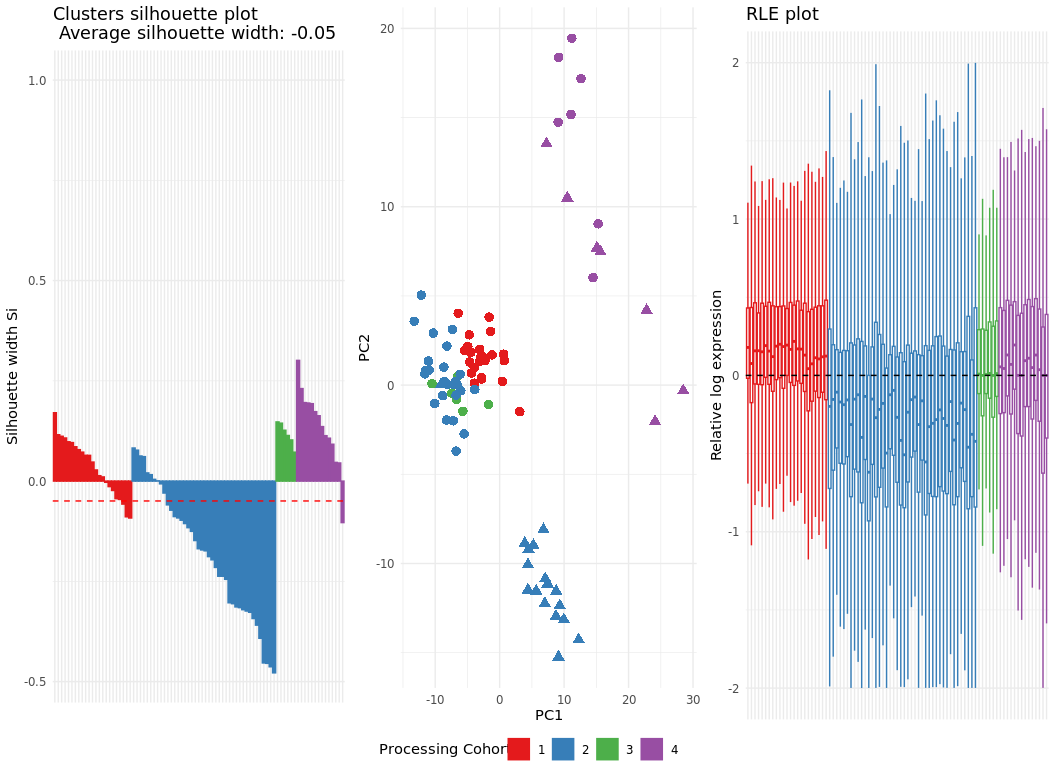 Clusters silhouette plot
Average silhouette width: -0.05
Silhouette width Si
1.0
0.5
0.0
-0.5
PC2
20
10
0
-10
-10
0
10
20
30
PC1
RLE plot
Relative log expression
2
1
0
-1
-2
Processing Cohort
1
2
3
4